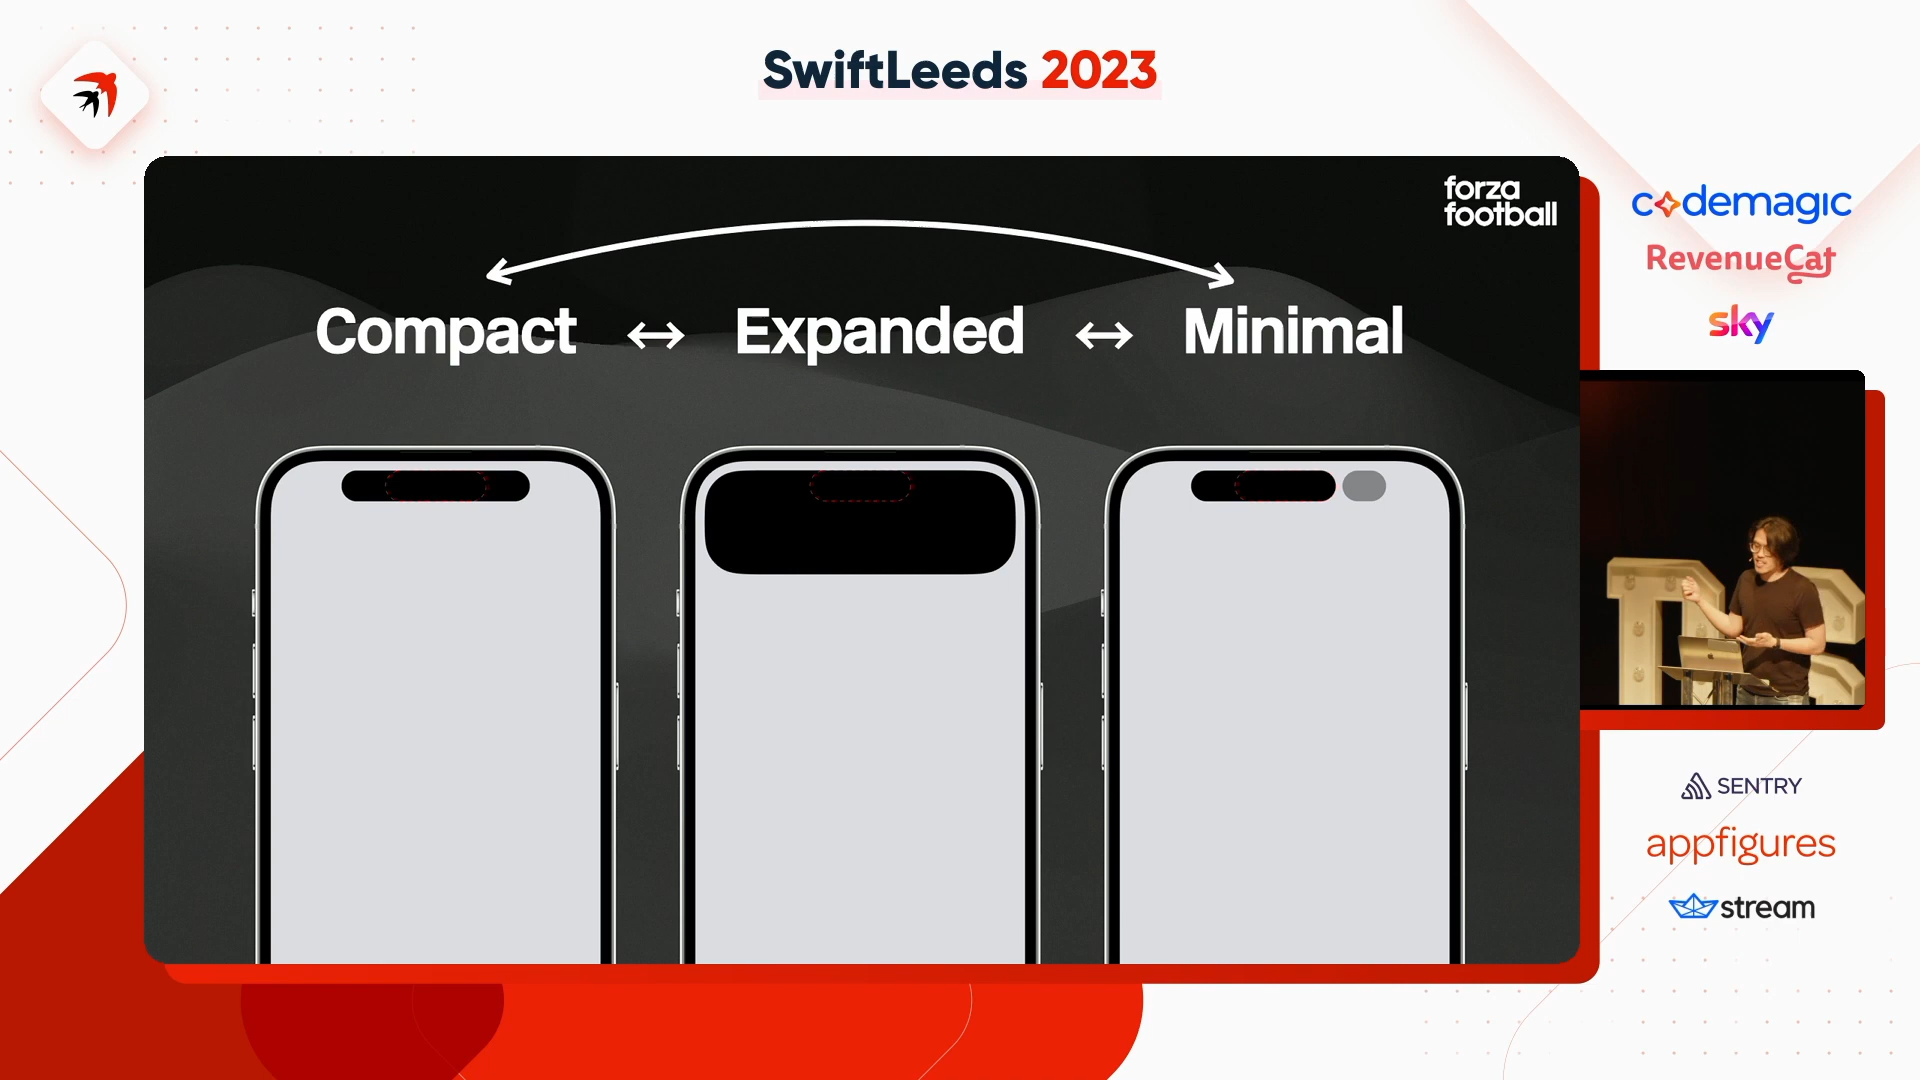 SwiftLeeds 2023
forza
football
Compact ↔ Expanded ↔ Minimal
codemagic
RevenueCat
sky
SENTRY
appfigures
stream